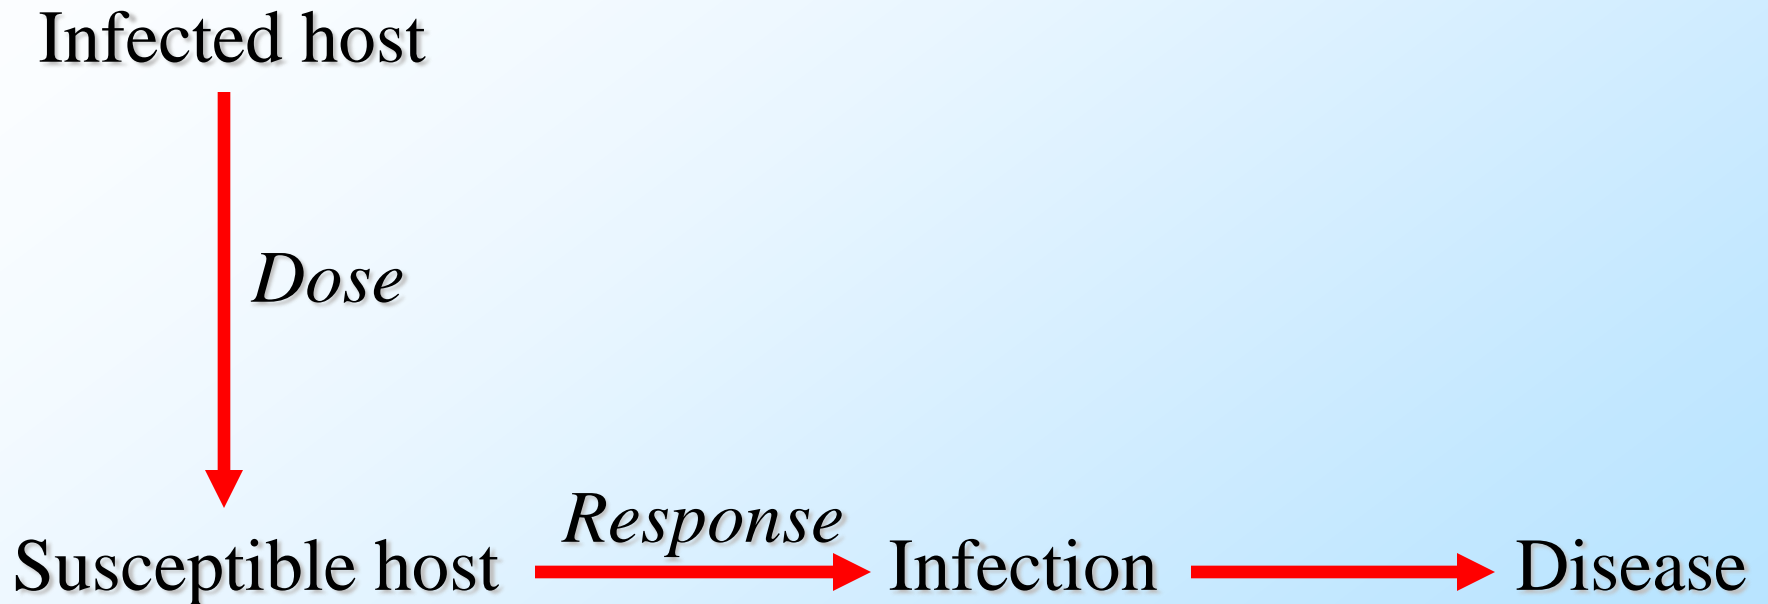 Infected host
Dose
Response
Susceptible host
Infection
Disease